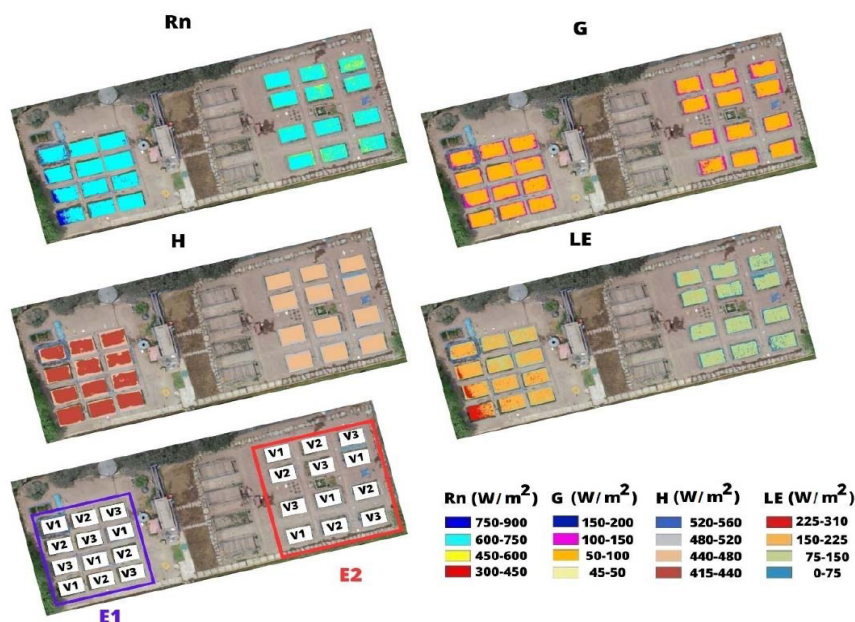 Rn
G
H
LE
V1 V2 V3
V2 V3 V1
V3 V1 V2
V1 V2 V3
V1 V2 V3
V2 V3 V1
V3 V1 V2
V1 V2 V3
E1
E2
Rn (W/m²) G (W/m²) H (W/m²) LE (W/m²)
750-900 150-200 520-560 225-310
600-750 100-150 480-520 150-225
450-600 50-100 440-480 75-150
300-450 45-50 415-440 0-75